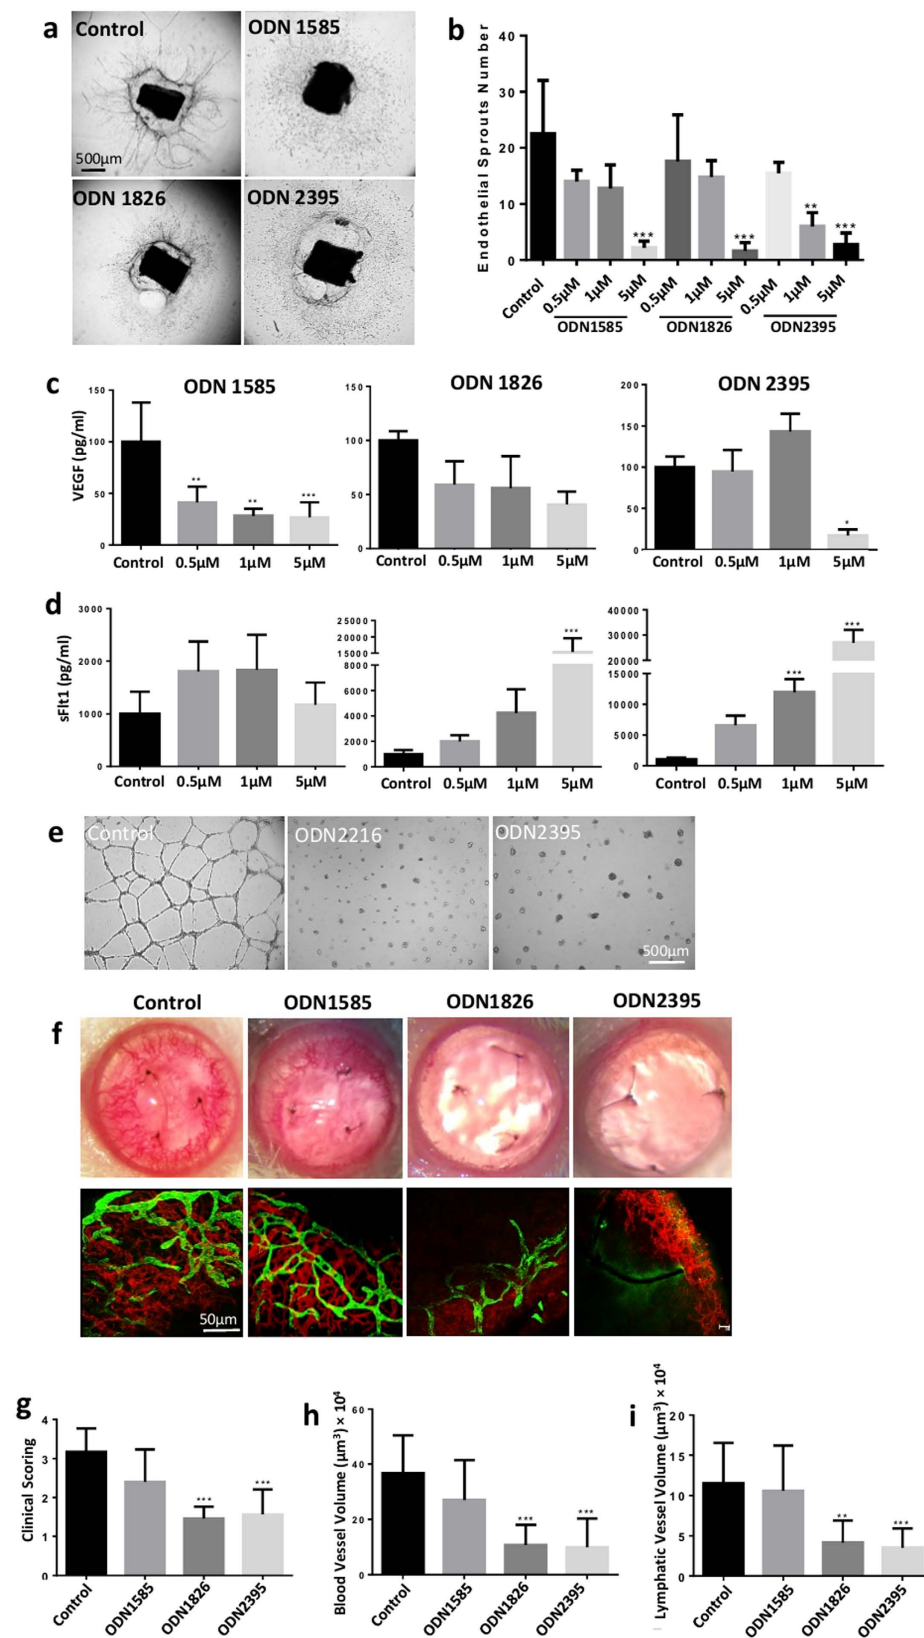 a
Control
ODN 1585
500µm
ODN 1826
ODN 2395
b
Endothelial Sprouts Number
40
30
20
10
0
***
***
**
***
Control
0.5µM
1µM
5µM
0.5µM
1µM
5µM
0.5µM
1µM
5µM
ODN1585
ODN1826
ODN2395
c
ODN 1585
VEGF (pg/ml)
150
100
50
0
**
**
***
Control 0.5µM 1µM 5µM
ODN 1826
150
100
50
0
Control 0.5µM 1µM 5µM
ODN 2395
200
150
100
50
0
*
Control 0.5µM 1µM 5µM
d
sFlt1 (pg/ml)
3000
2000
1000
0
Control 0.5µM 1µM 5µM
25000
20000
15000
8000
6000
4000
2000
0
***
Control 0.5µM 1µM 5µM
40000
30000
20000
15000
10000
5000
0
***
***
Control 0.5µM 1µM 5µM
e
Control
ODN2216
ODN2395
500µm
Control
ODN1585
ODN1826
ODN2395
f
50µm
g
Clinical Scoring
4
3
2
1
0
***
***
Control
ODN1585
ODN1826
ODN2395
h
Blood Vessel Volume (µm³) × 10⁴
60
40
20
0
***
***
Control
ODN1585
ODN1826
ODN2395
i
Lymphatic Vessel Volume (µm³) × 10⁴
20
15
10
5
0
**
***
Control
ODN1585
ODN1826
ODN2395